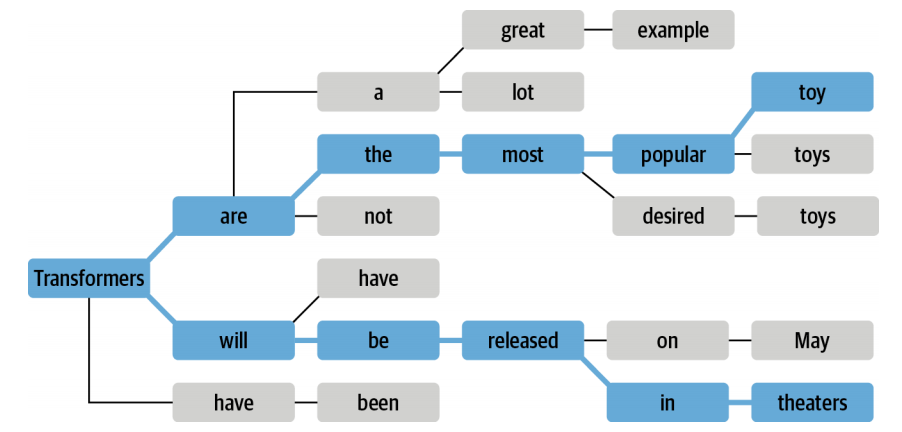 great example
a lot toy
the most popular toys
are not desired toys
Transformers have
will be released on May
have been in theaters